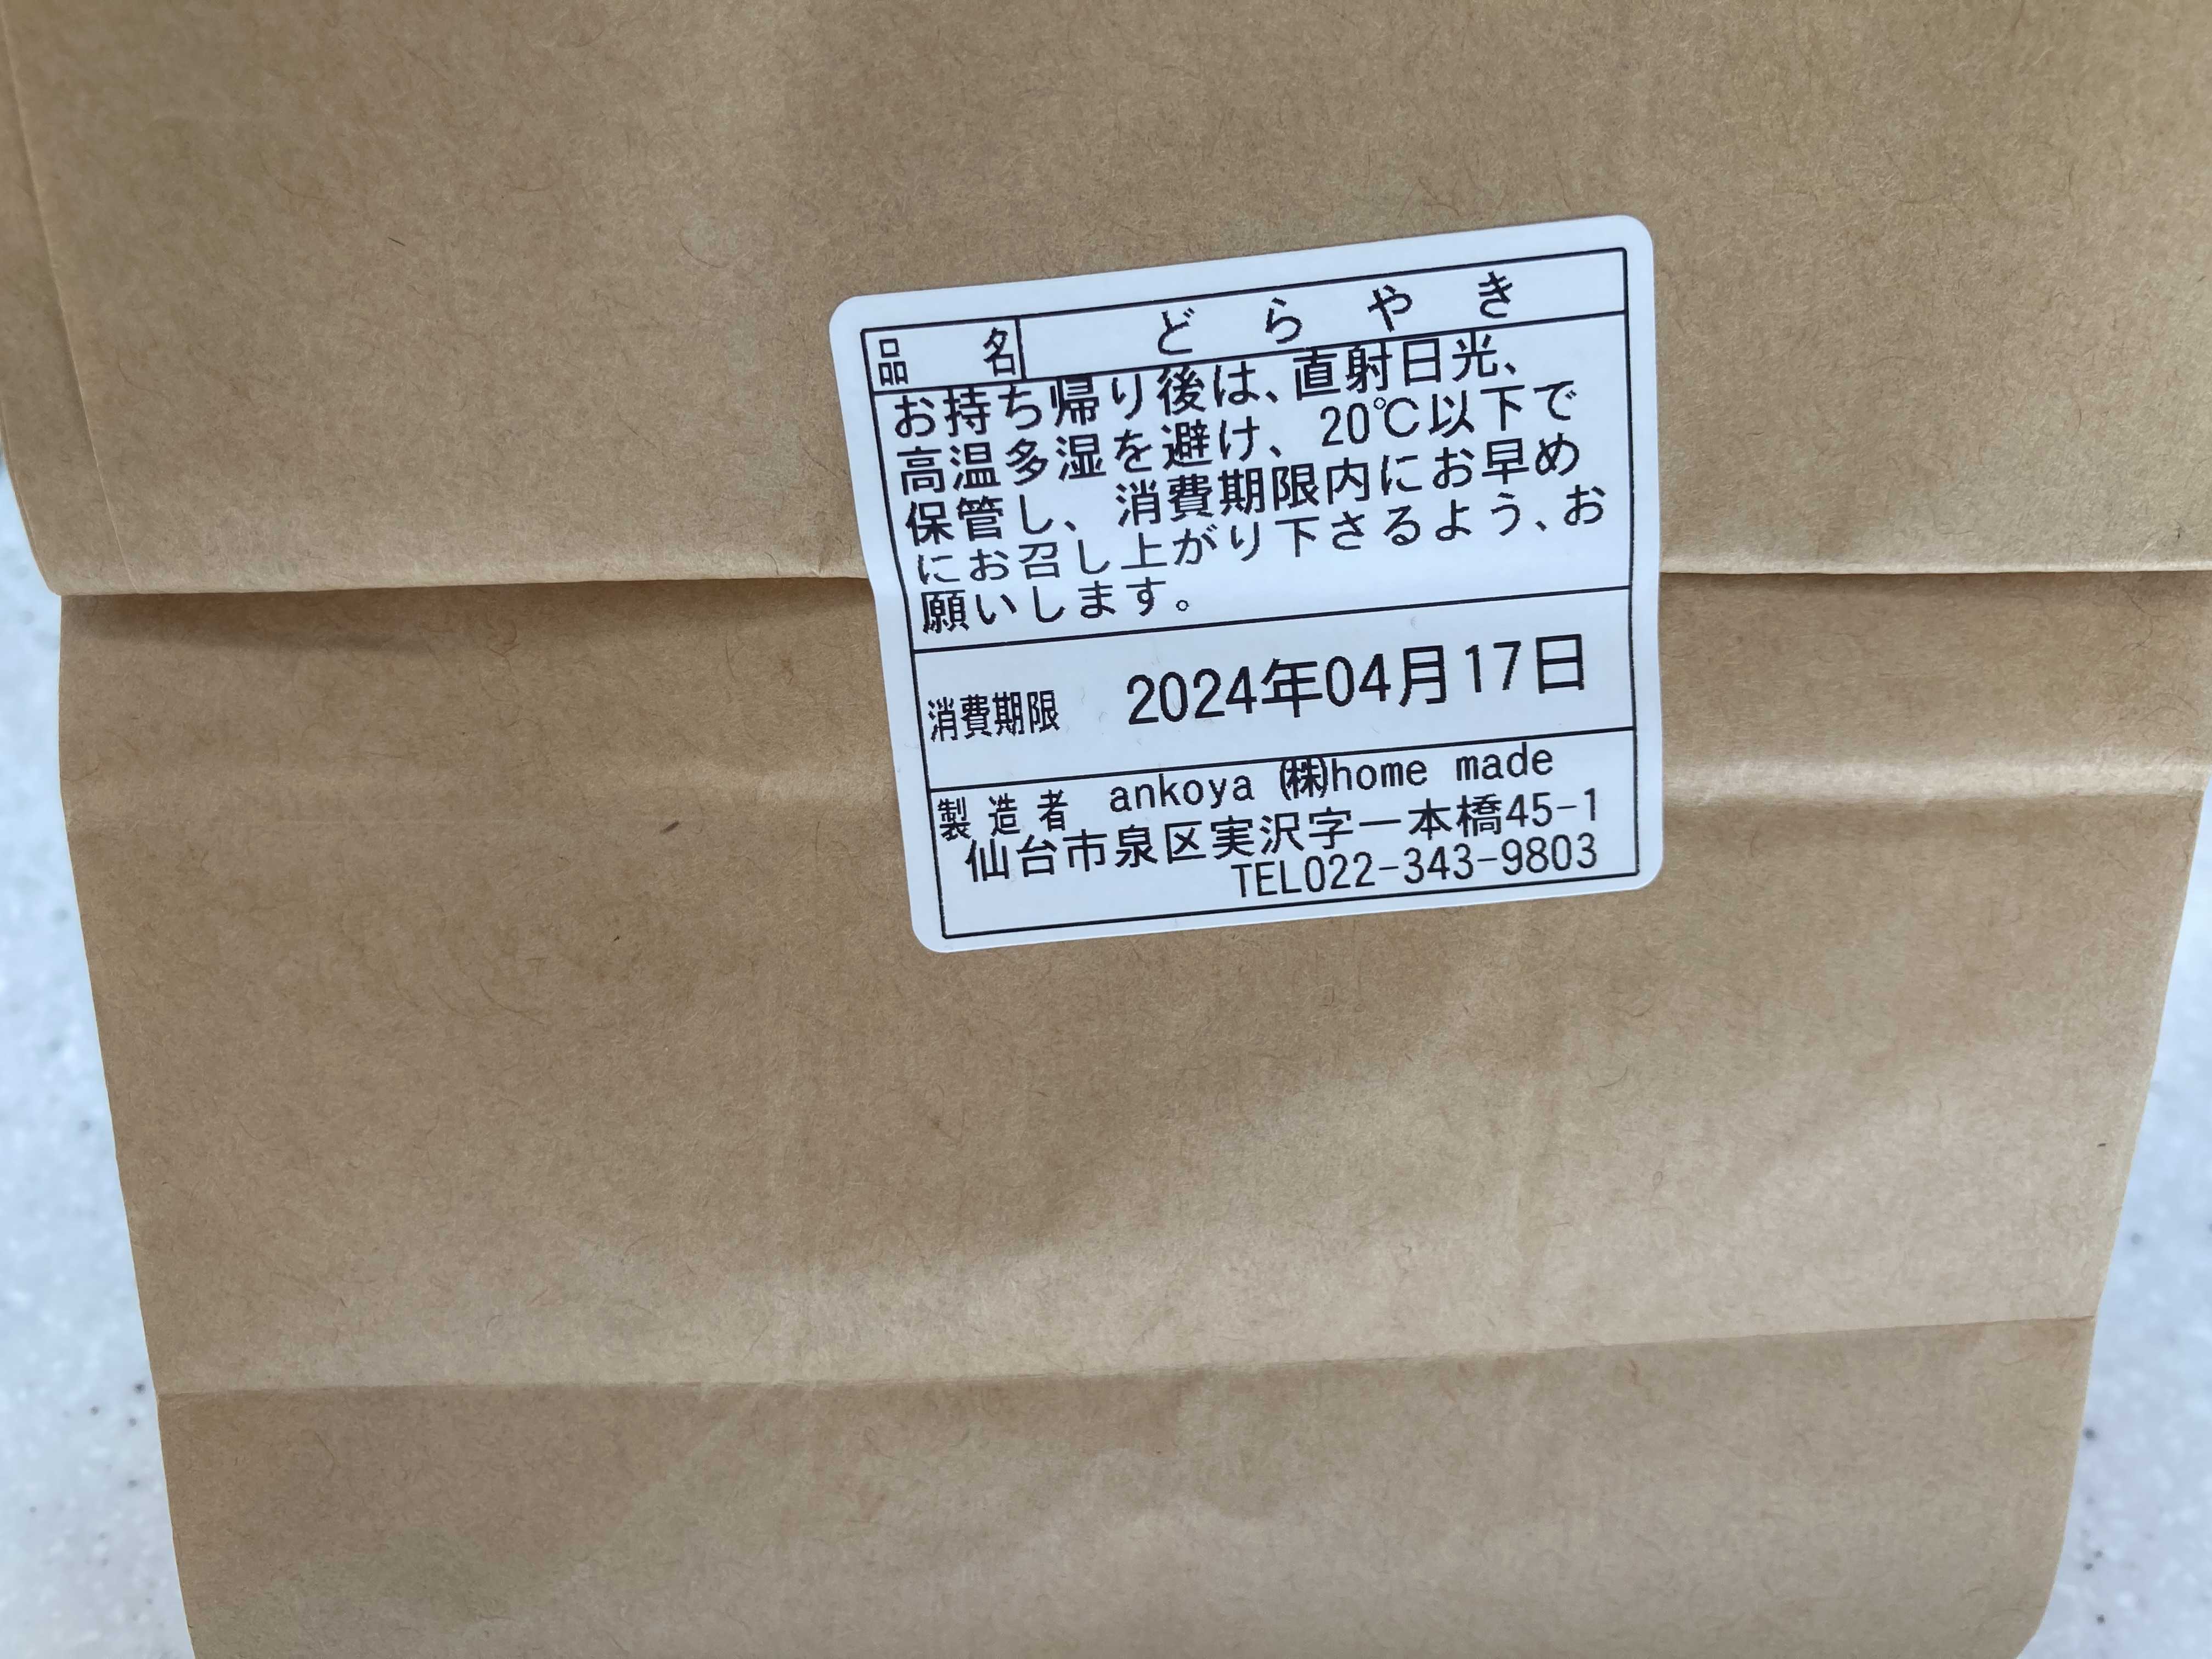 品 名 どらやき
お持ち帰り後は、直射日光、
高温多湿を避け、20℃以下で
保管し、消費期限内にお早め
にお召し上がり下さるよう、お
願いします。
消費期限 2024年04月17日
製造者 ankoya ㈱home made
仙台市泉区実沢字一本橋45-1
TEL022-343-9803